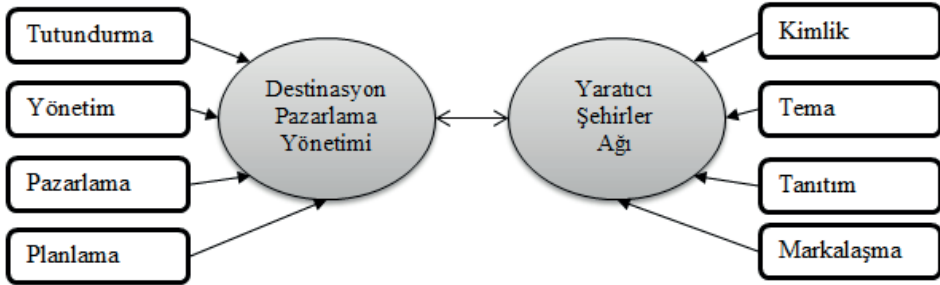 Tutundurma
Yönetim
Pazarlama
Planlama
Destinasyon
Pazarlama
Yönetimi
Yaratıcı
Şehirler
Ağı
Kimlik
Tema
Tanıtım
Markalaşma